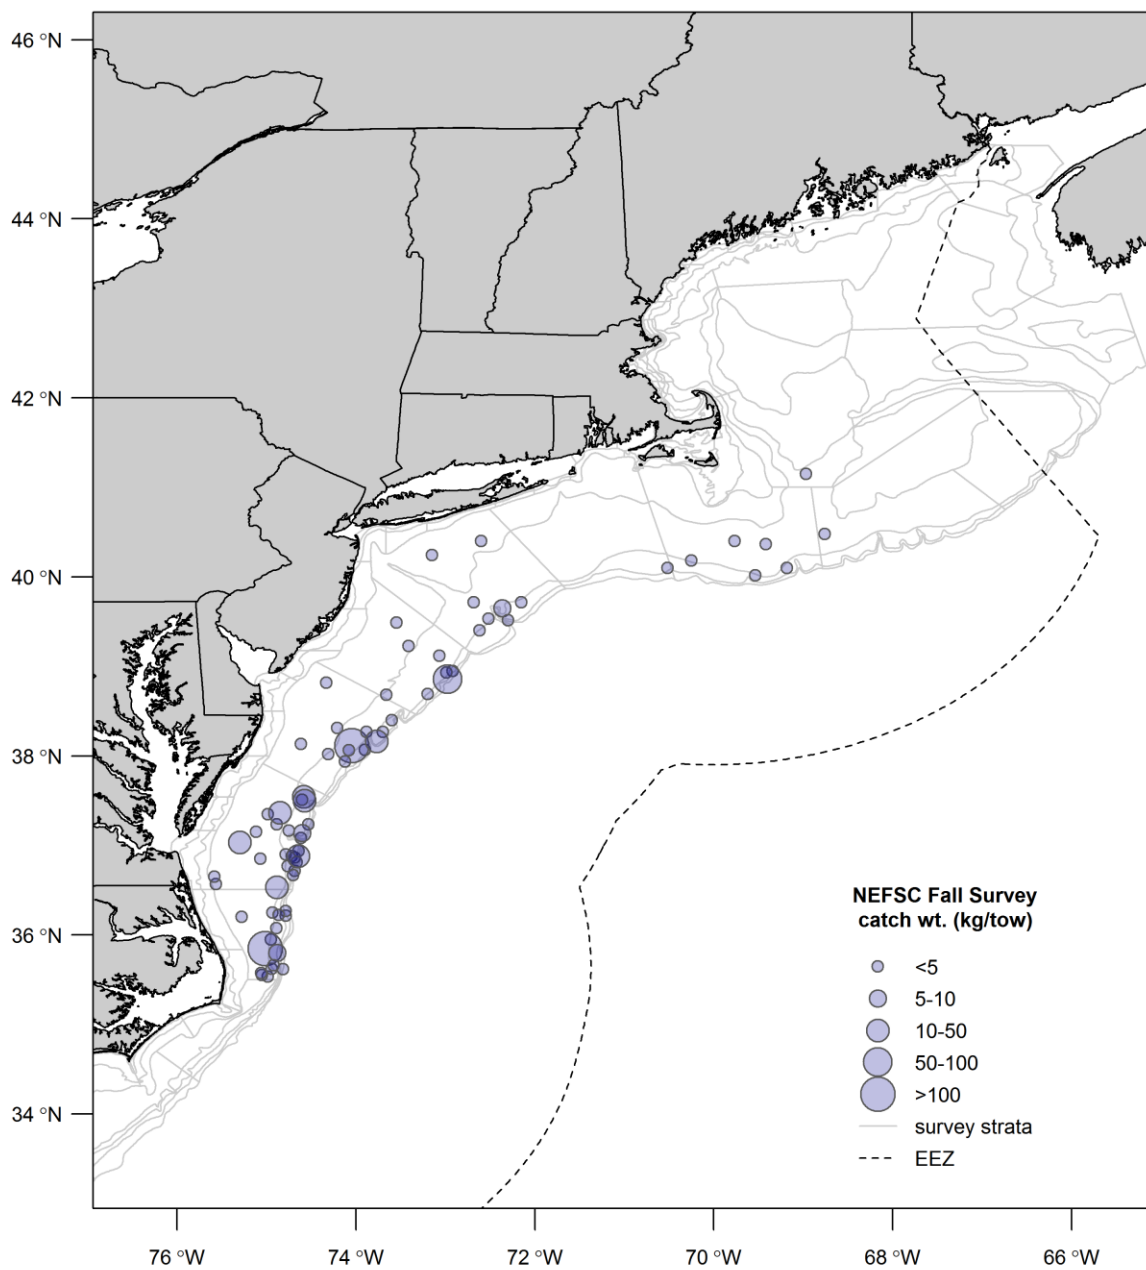 46 °N
44 °N
42 °N
40 °N
38 °N
36 °N
34 °N
NEFSC Fall Survey
catch wt. (kg/tow)
<5
5-10
10-50
50-100
>100
survey strata
EEZ
76 °W
74 °W
72 °W
70 °W
68 °W
66 °W